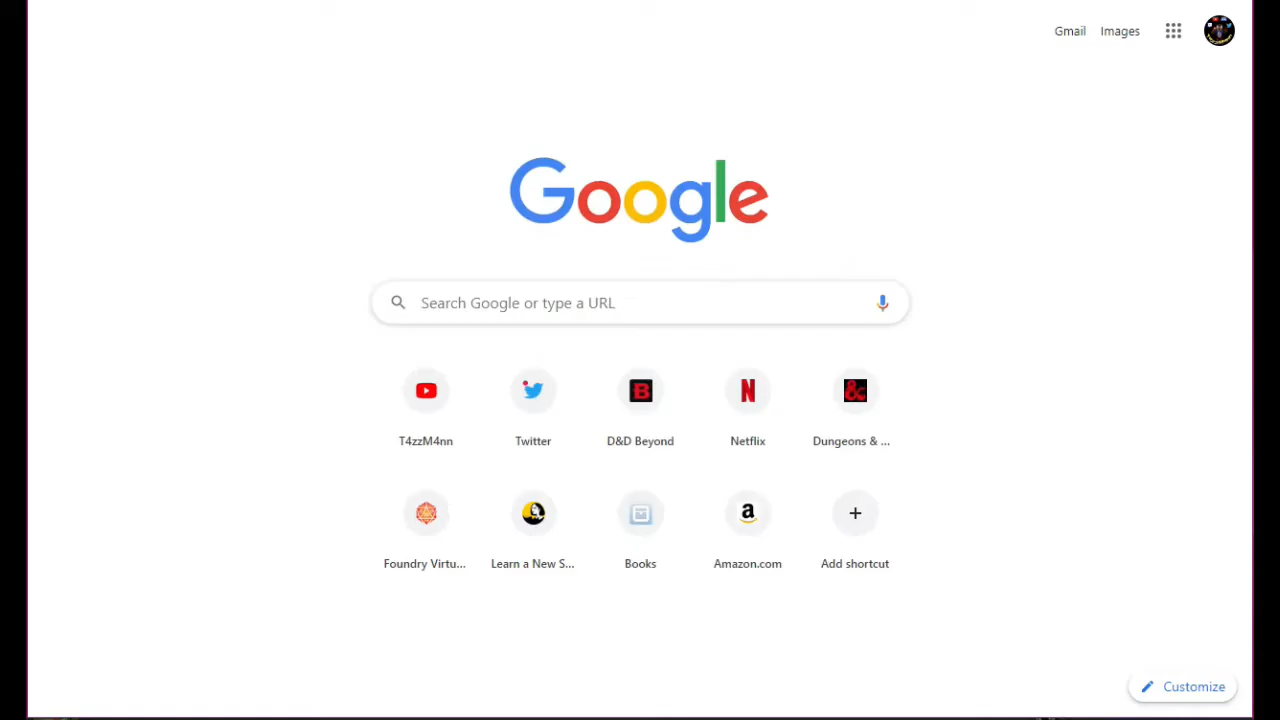 Gmail Images
Google
Search Google or type a URL
T4zzM4nn Twitter D&D Beyond Netflix Dungeons & ...
Foundry Virtu... Learn a New S... Books Amazon.com Add shortcut
Customize